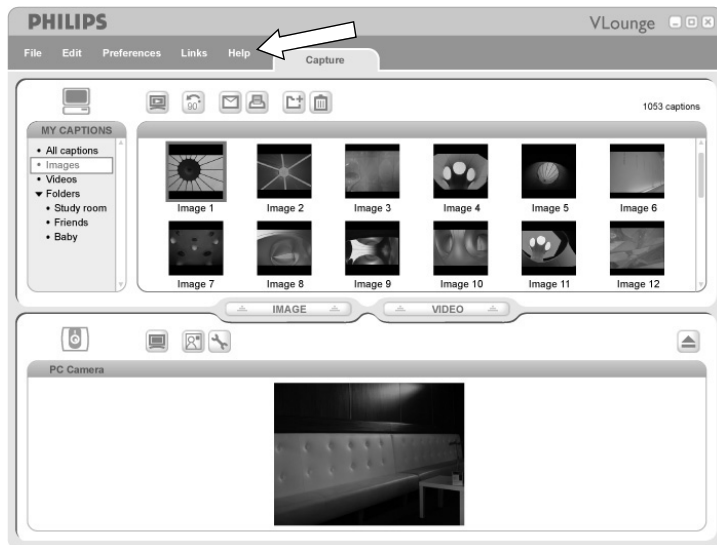 PHILIPS
VLounge
File Edit Preferences Links Help
Capture
90°
1053 captions
MY CAPTIONS
• All captions
• Images
• Videos
▼ Folders
• Study room
• Friends
• Baby
Image 1 Image 2 Image 3 Image 4 Image 5 Image 6
Image 7 Image 8 Image 9 Image 10 Image 11 Image 12
IMAGE VIDEO
PC Camera